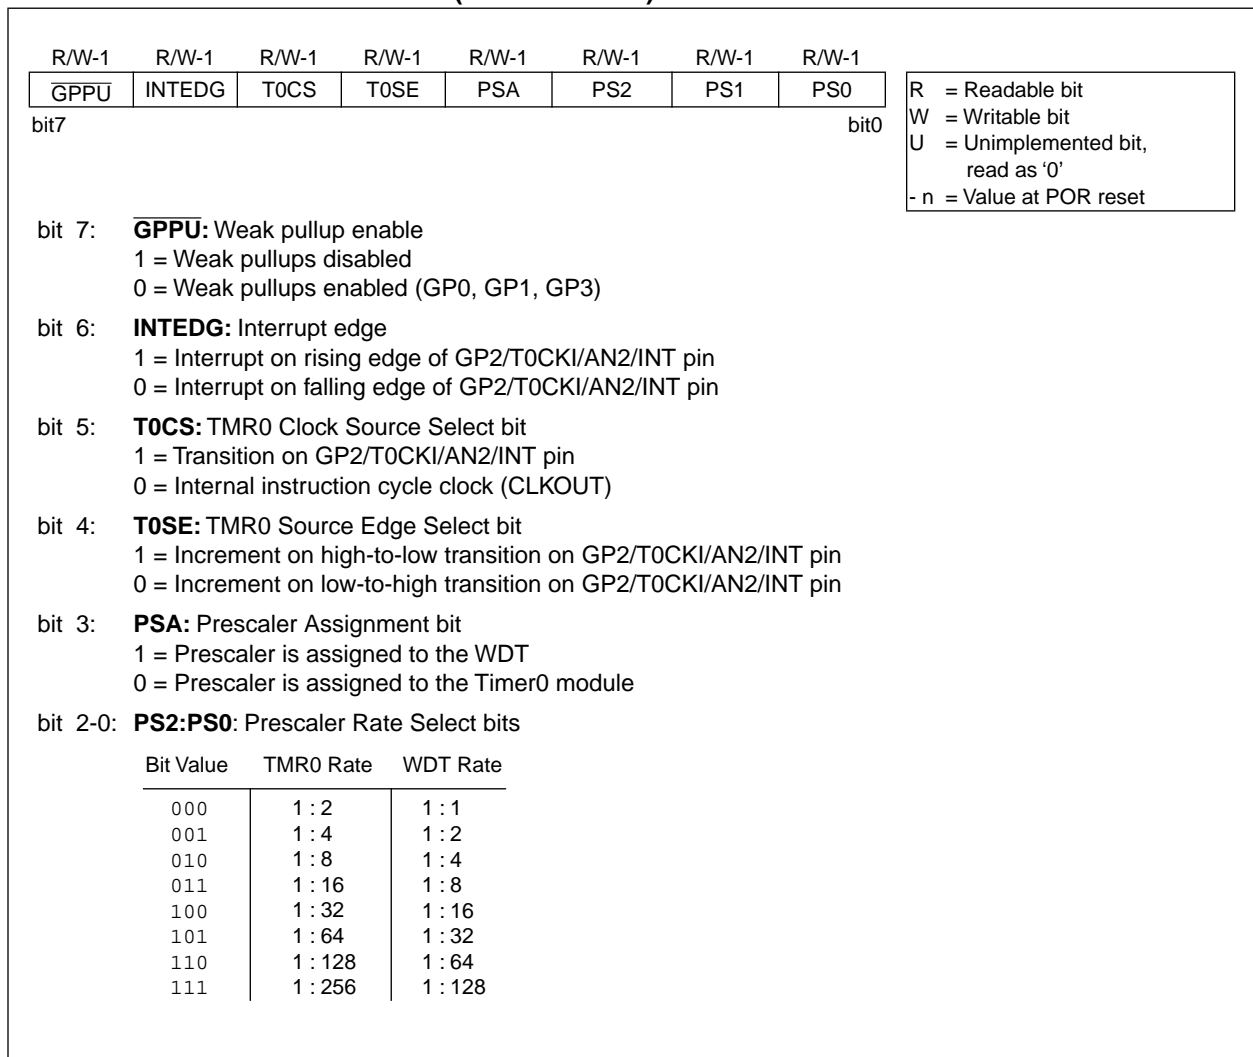 R/W-1 R/W-1 R/W-1 R/W-1 R/W-1 R/W-1 R/W-1 R/W-1
GPPU INTEDG T0CS T0SE PSA PS2 PS1 PS0
bit7 bit0
R = Readable bit
W = Writable bit
U = Unimplemented bit,
read as ‘0’
- n = Value at POR reset
bit 7: GPPU: Weak pullup enable
1 = Weak pullups disabled
0 = Weak pullups enabled (GP0, GP1, GP3)
bit 6: INTEDG: Interrupt edge
1 = Interrupt on rising edge of GP2/T0CKI/AN2/INT pin
0 = Interrupt on falling edge of GP2/T0CKI/AN2/INT pin
bit 5: T0CS: TMR0 Clock Source Select bit
1 = Transition on GP2/T0CKI/AN2/INT pin
0 = Internal instruction cycle clock (CLKOUT)
bit 4: T0SE: TMR0 Source Edge Select bit
1 = Increment on high-to-low transition on GP2/T0CKI/AN2/INT pin
0 = Increment on low-to-high transition on GP2/T0CKI/AN2/INT pin
bit 3: PSA: Prescaler Assignment bit
1 = Prescaler is assigned to the WDT
0 = Prescaler is assigned to the Timer0 module
bit 2-0: PS2:PS0: Prescaler Rate Select bits
Bit Value TMR0 Rate WDT Rate
000 1 : 2 1 : 1
001 1 : 4 1 : 2
010 1 : 8 1 : 4
011 1 : 16 1 : 8
100 1 : 32 1 : 16
101 1 : 64 1 : 32
110 1 : 128 1 : 64
111 1 : 256 1 : 128